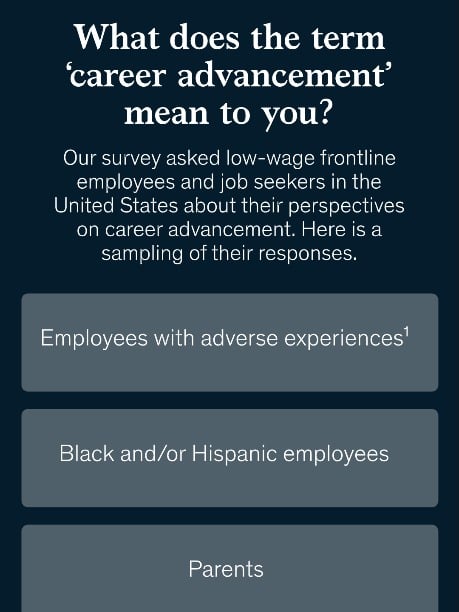 What does the term
‘career advancement’
mean to you?
Our survey asked low-wage frontline
employees and job seekers in the
United States about their perspectives
on career advancement. Here is a
sampling of their responses.
Employees with adverse experiences¹
Black and/or Hispanic employees
Parents